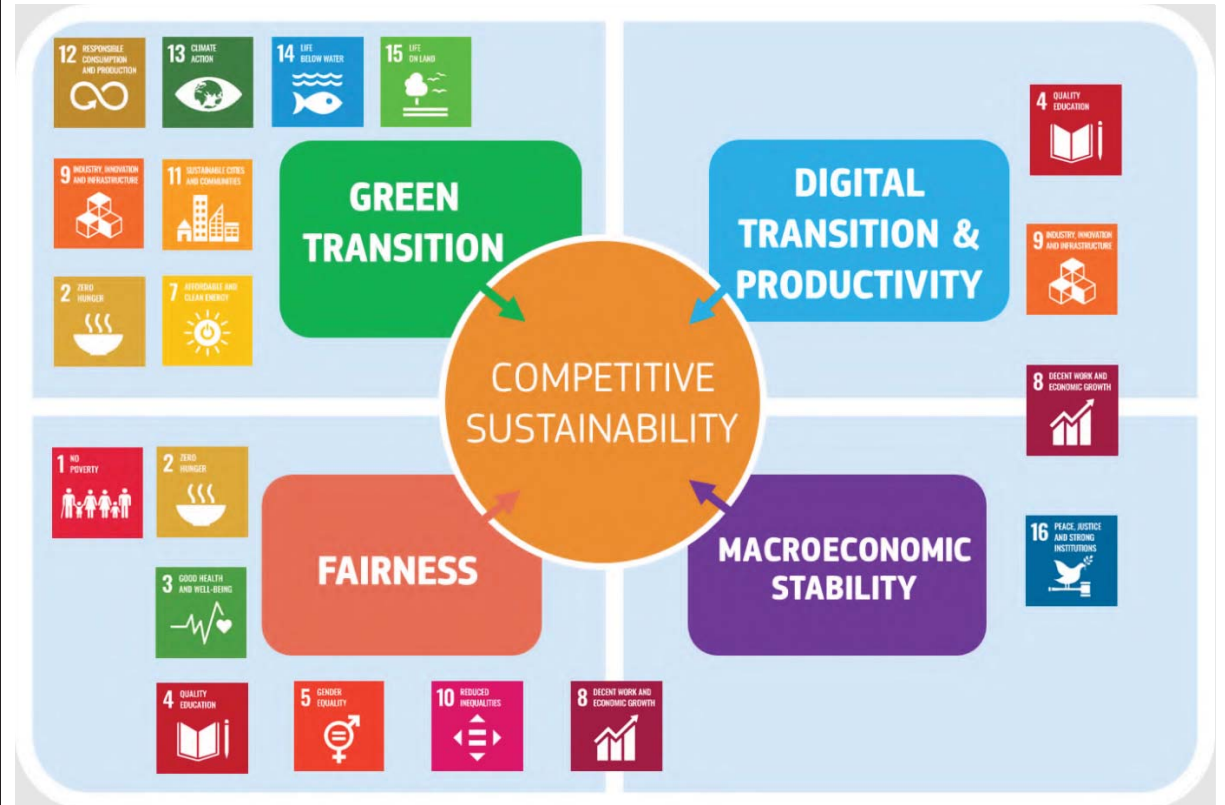 12 RESPONSIBLE
CONSUMPTION
AND PRODUCTION
13 CLIMATE
ACTION
14 LIFE
BELOW WATER
15 LIFE
ON LAND
9 INDUSTRY, INNOVATION
AND INFRASTRUCTURE
11 SUSTAINABLE CITIES
AND COMMUNITIES
2 ZERO
HUNGER
7 AFFORDABLE AND
CLEAN ENERGY
GREEN
TRANSITION
DIGITAL
TRANSITION &
PRODUCTIVITY
4 QUALITY
EDUCATION
9 INDUSTRY, INNOVATION
AND INFRASTRUCTURE
8 DECENT WORK AND
ECONOMIC GROWTH
COMPETITIVE
SUSTAINABILITY
1 NO
POVERTY
2 ZERO
HUNGER
3 GOOD HEALTH
AND WELL-BEING
4 QUALITY
EDUCATION
5 GENDER
EQUALITY
10 REDUCED
INEQUALITIES
8 DECENT WORK AND
ECONOMIC GROWTH
FAIRNESS
MACROECONOMIC
STABILITY
16 PEACE, JUSTICE
AND STRONG
INSTITUTIONS